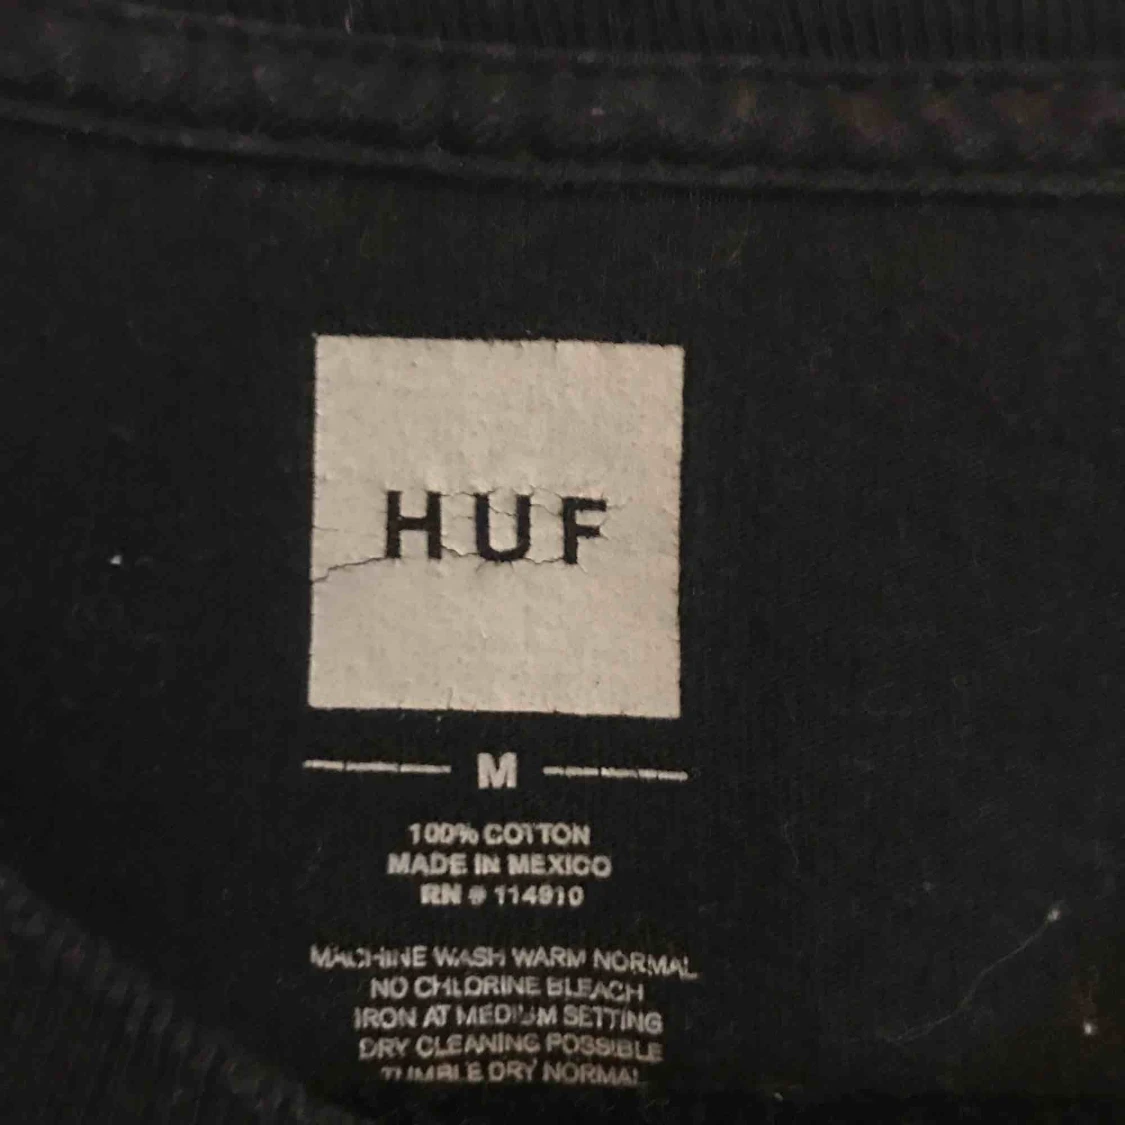 HUF
M
100% COTTON
MADE IN MEXICO
RN # 114910
MACHINE WASH WARM NORMAL
NO CHLORINE BLEACH
IRON AT MEDIUM SETTING
DRY CLEANING POSSIBLE
TUMBLE DRY NORMAL